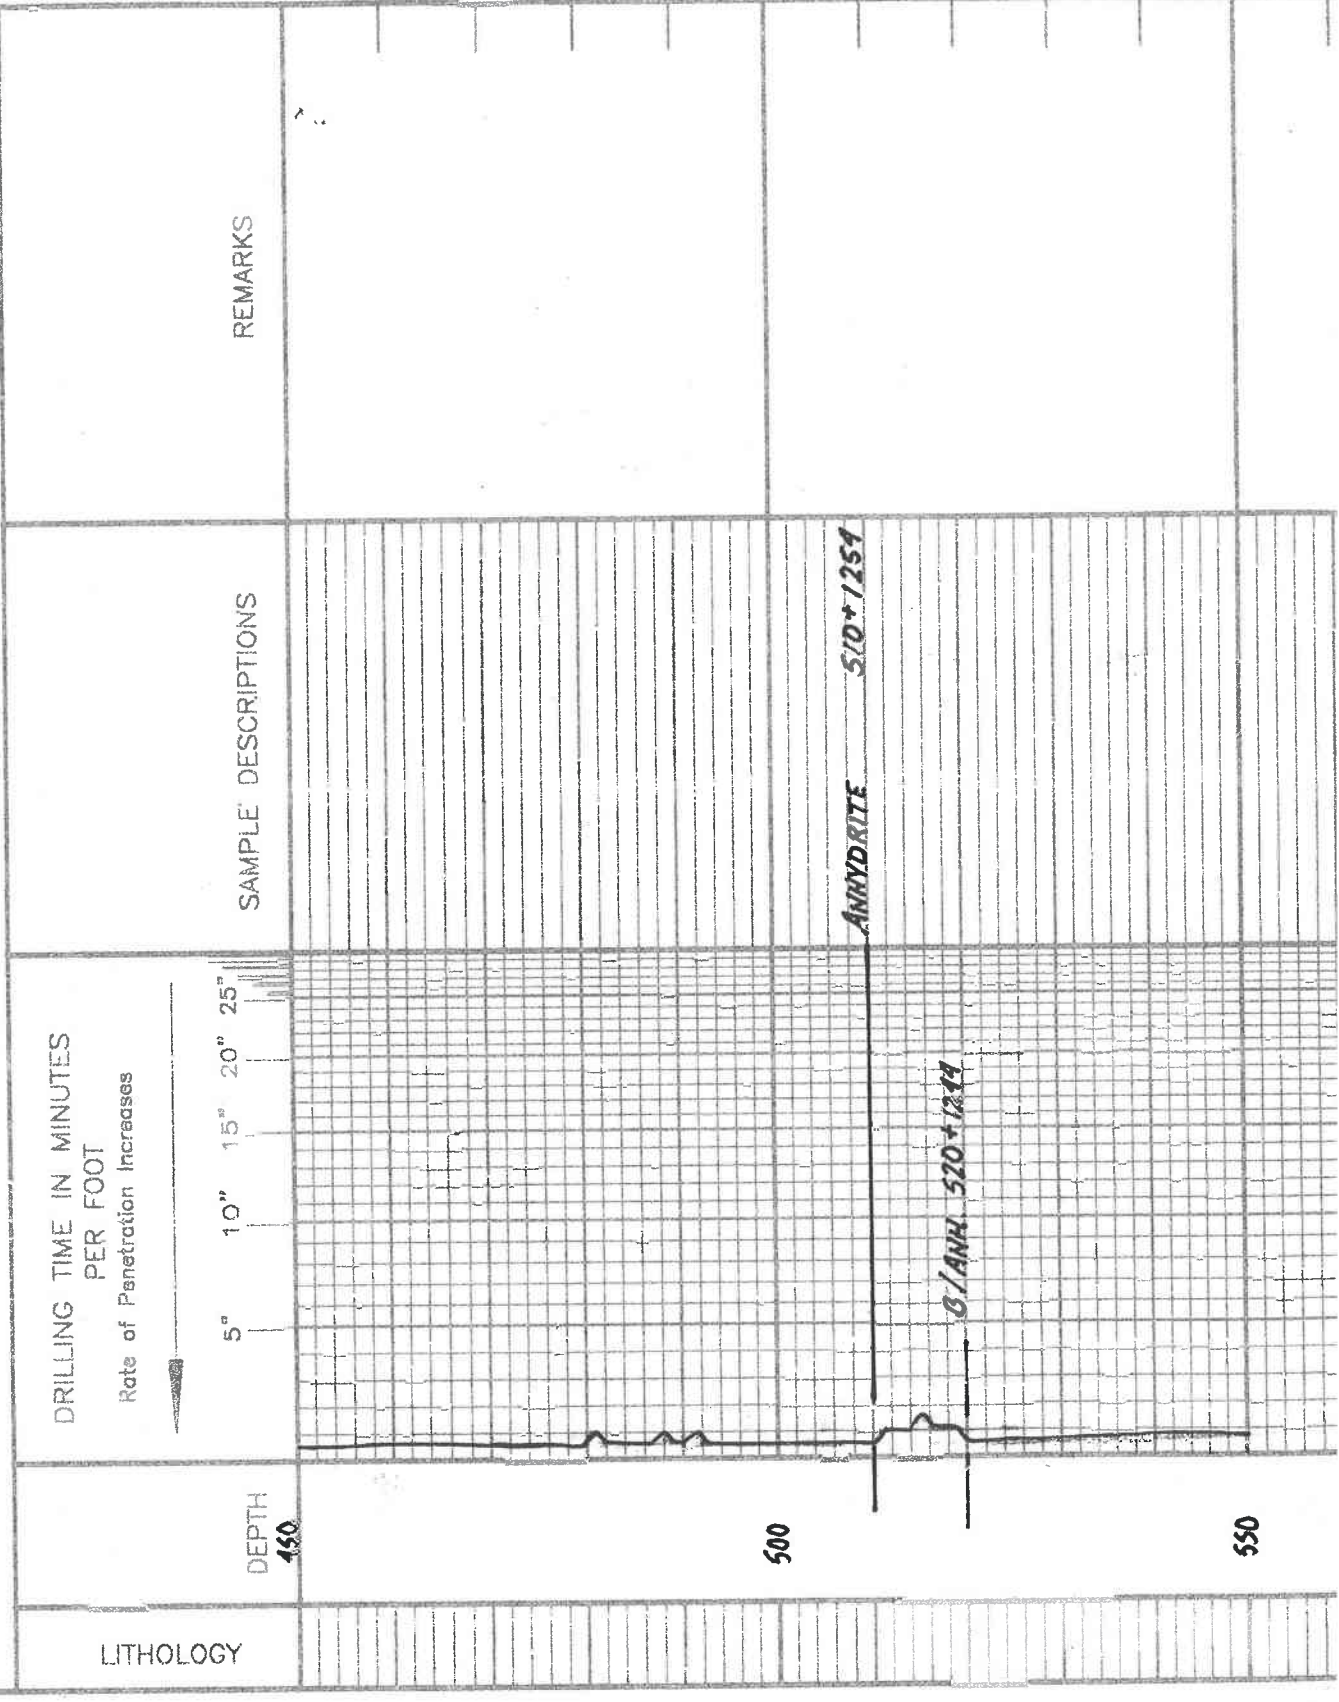 LITHOLOGY
DEPTH
DRILLING TIME IN MINUTES
PER FOOT
Rate of Penetration Increases
5" 10" 15" 20" 25"
SAMPLE DESCRIPTIONS
REMARKS
450
500
ANHYDRITE 510+1254
B/ANH 520+1244
550